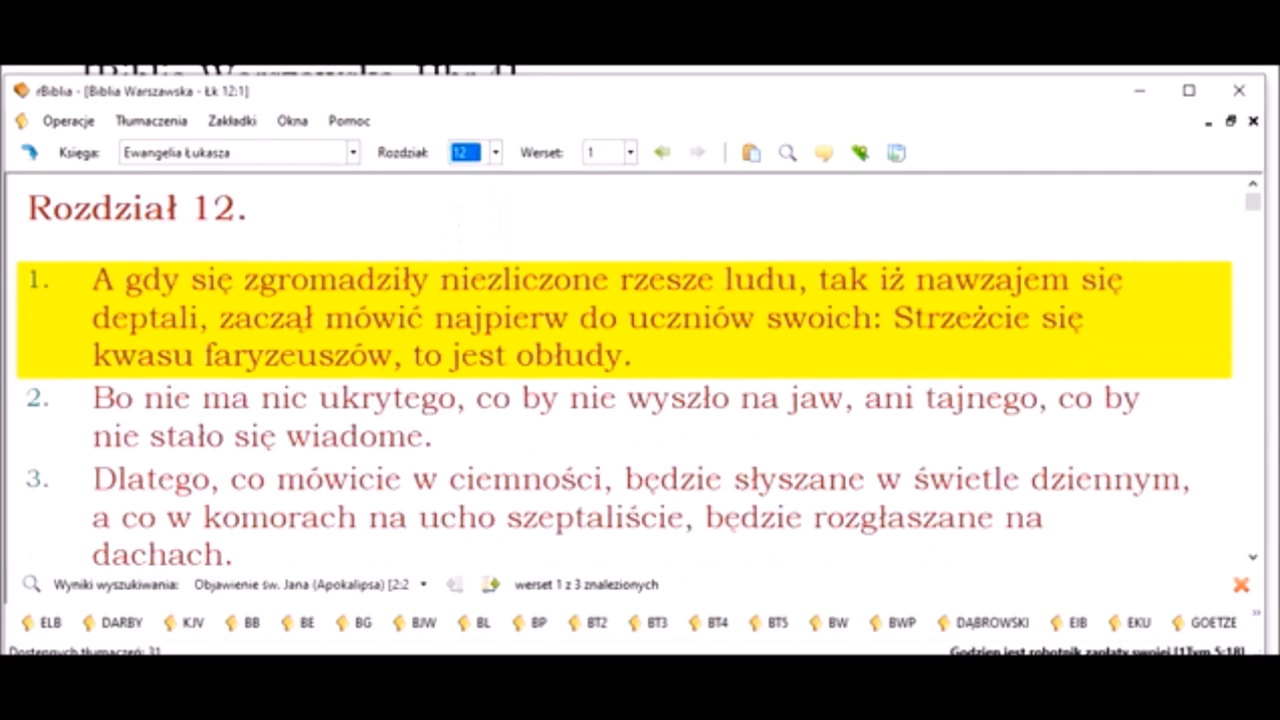 rBiblia - [Biblia Warszawska - Łk 12:1]
Operacje Tłumaczenia Zakładki Okna Pomoc
Księga: Ewangelia Łukasza Rozdział: 12 Werset: 1
Rozdział 12.
1. A gdy się zgromadziły niezliczone rzesze ludu, tak iż nawzajem się
deptali, zaczął mówić najpierw do uczniów swoich: Strzeżcie się
kwasu faryzeuszów, to jest obłudy.
2. Bo nie ma nic ukrytego, co by nie wyszło na jaw, ani tajnego, co by
nie stało się wiadome.
3. Dlatego, co mówicie w ciemności, będzie słyszane w świetle dziennym,
a co w komorach na ucho szeptaliście, będzie rozgłaszane na
dachach.
Wyniki wyszukiwania: Objawienie św. Jana (Apokalipsa) [2:2 werset 1 z 3 znalezionych
ELB DARBY KJV BB BE BG BJW BL BP BT2 BT3 BT4 BT5 BW BWP DĄBROWSKI EIB EKU GOETZE
Dostępnych tłumaczeń: 31 Godzien jest robotnik zapłaty swojej [1Tym 5:18]